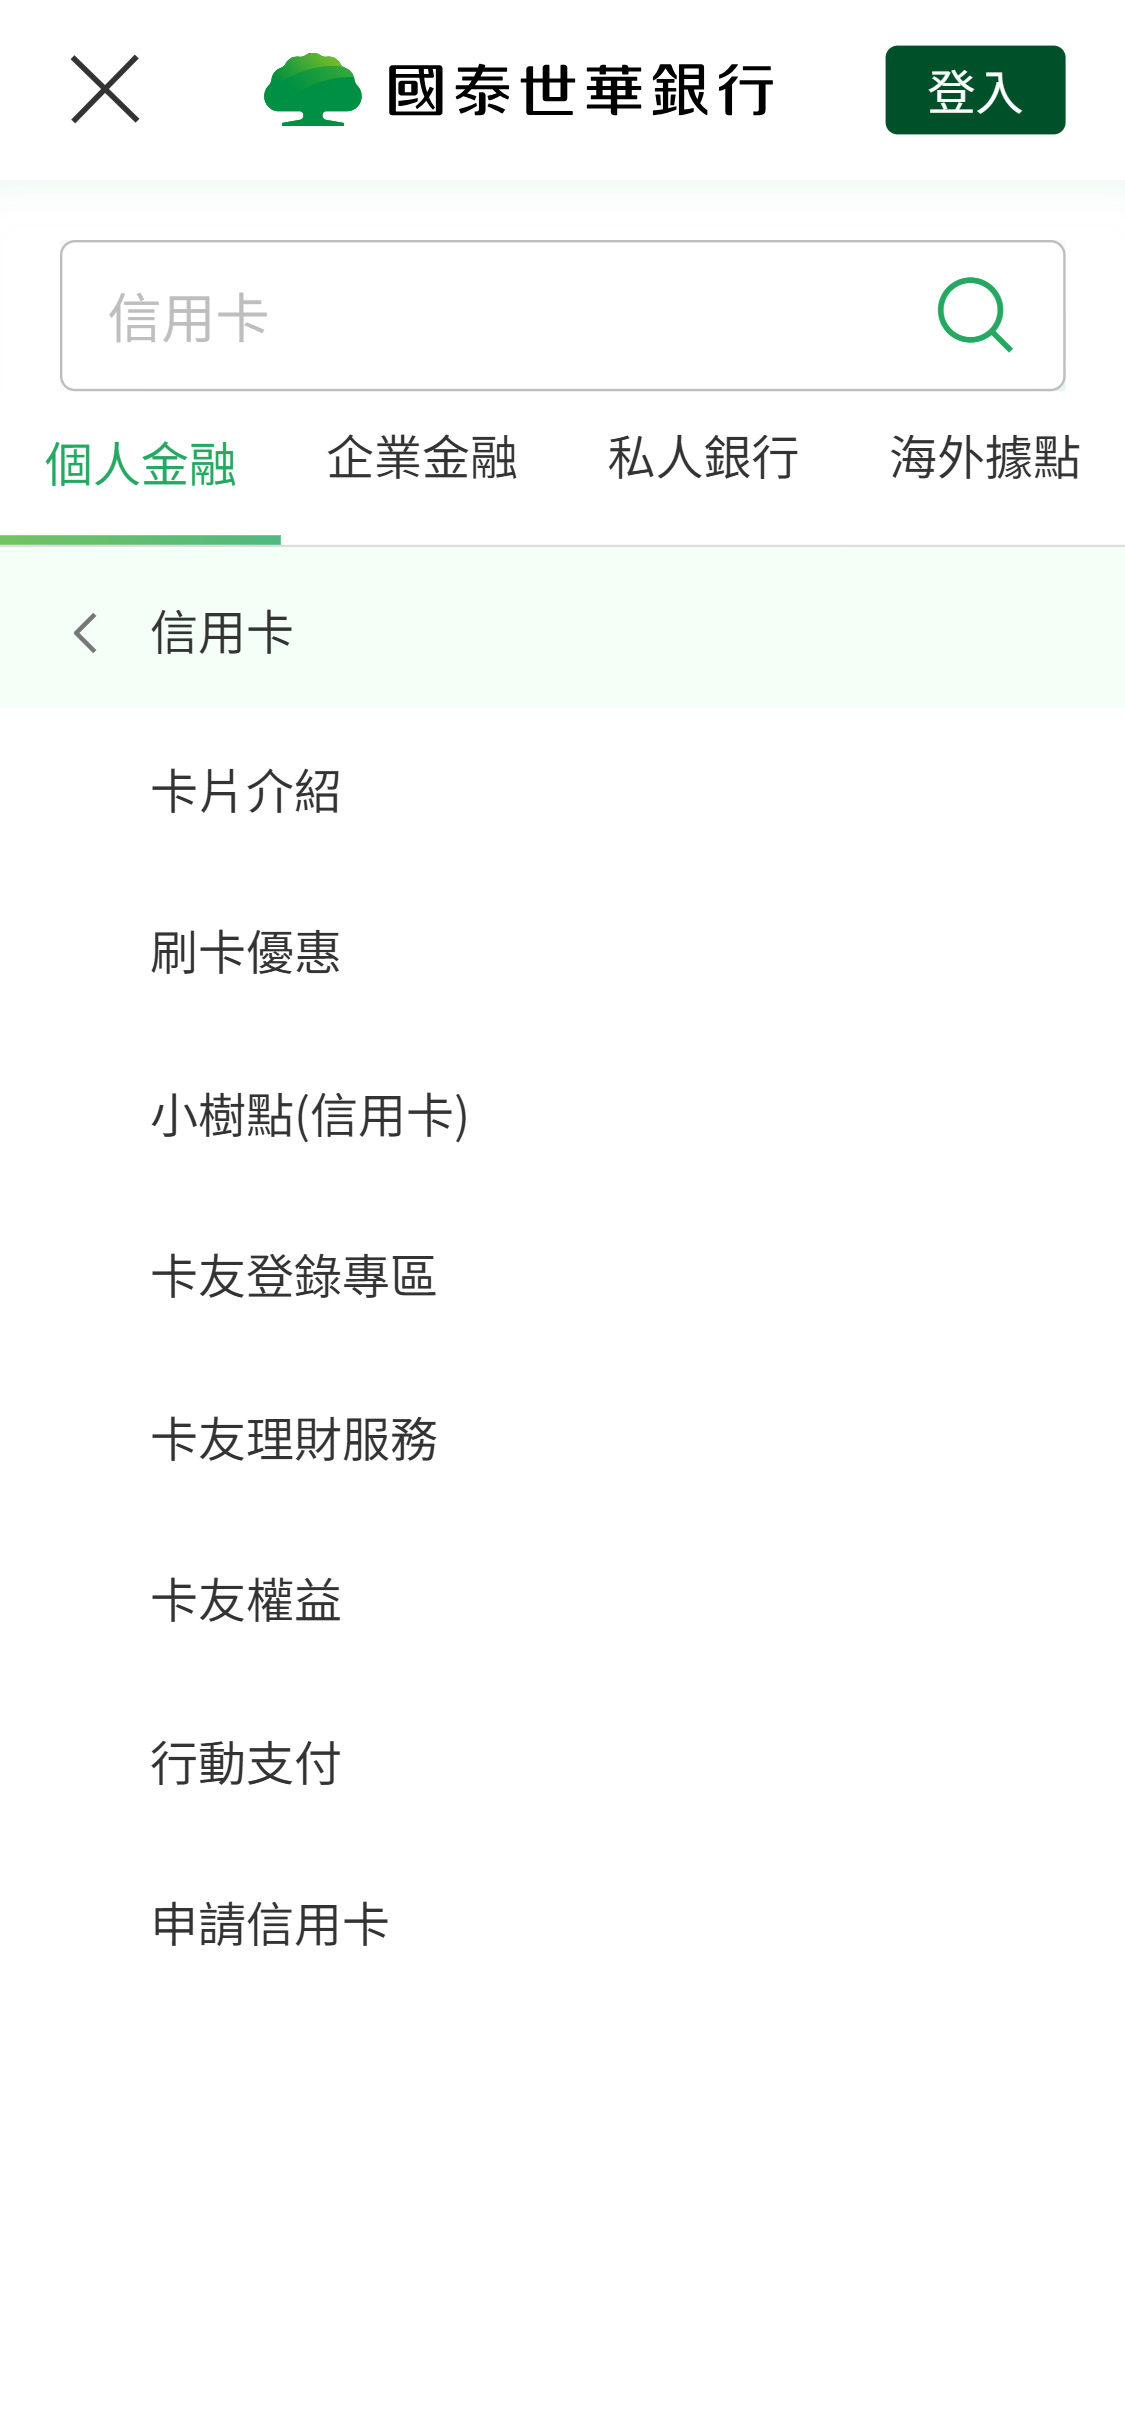 國泰世華銀行
登入
信用卡
個人金融 企業金融 私人銀行 海外據點
信用卡
卡片介紹
刷卡優惠
小樹點(信用卡)
卡友登錄專區
卡友理財服務
卡友權益
行動支付
申請信用卡